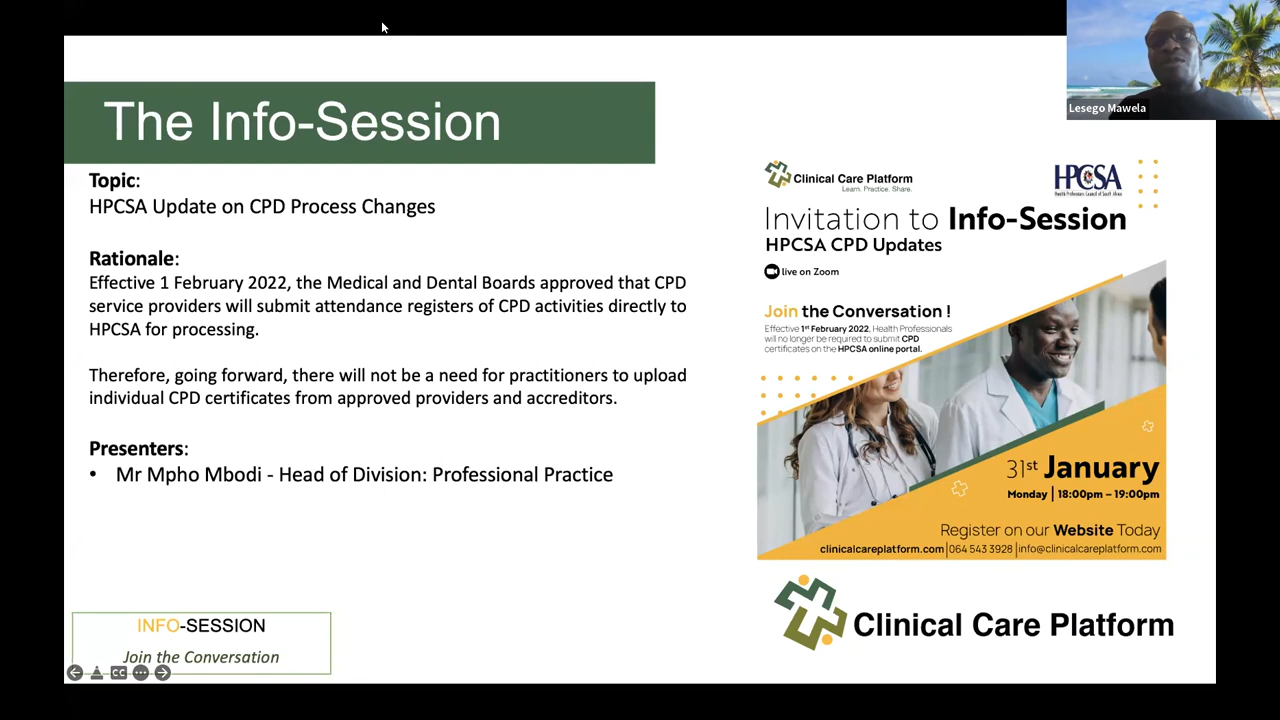 The Info-Session
Topic:
HPCSA Update on CPD Process Changes
Rationale:
Effective 1 February 2022, the Medical and Dental Boards approved that CPD
service providers will submit attendance registers of CPD activities directly to
HPCSA for processing.
Therefore, going forward, there will not be a need for practitioners to upload
individual CPD certificates from approved providers and accreditors.
Presenters:
• Mr Mpho Mbodi - Head of Division: Professional Practice
INFO-SESSION
Join the Conversation
CC
Lesego Mawela
Clinical Care Platform
Learn. Practice. Share.
HPCSA
Health Professions Council of South Africa
Invitation to Info-Session
HPCSA CPD Updates
live on Zoom
Join the Conversation !
Effective 1st February 2022, Health Professionals
will no longer be required to submit CPD
certificates on the HPCSA online portal.
31st January
Monday | 18:00pm – 19:00pm
Register on our Website Today
clinicalcareplatform.com | 064 543 3928 | info@clinicalcareplatform.com
Clinical Care Platform